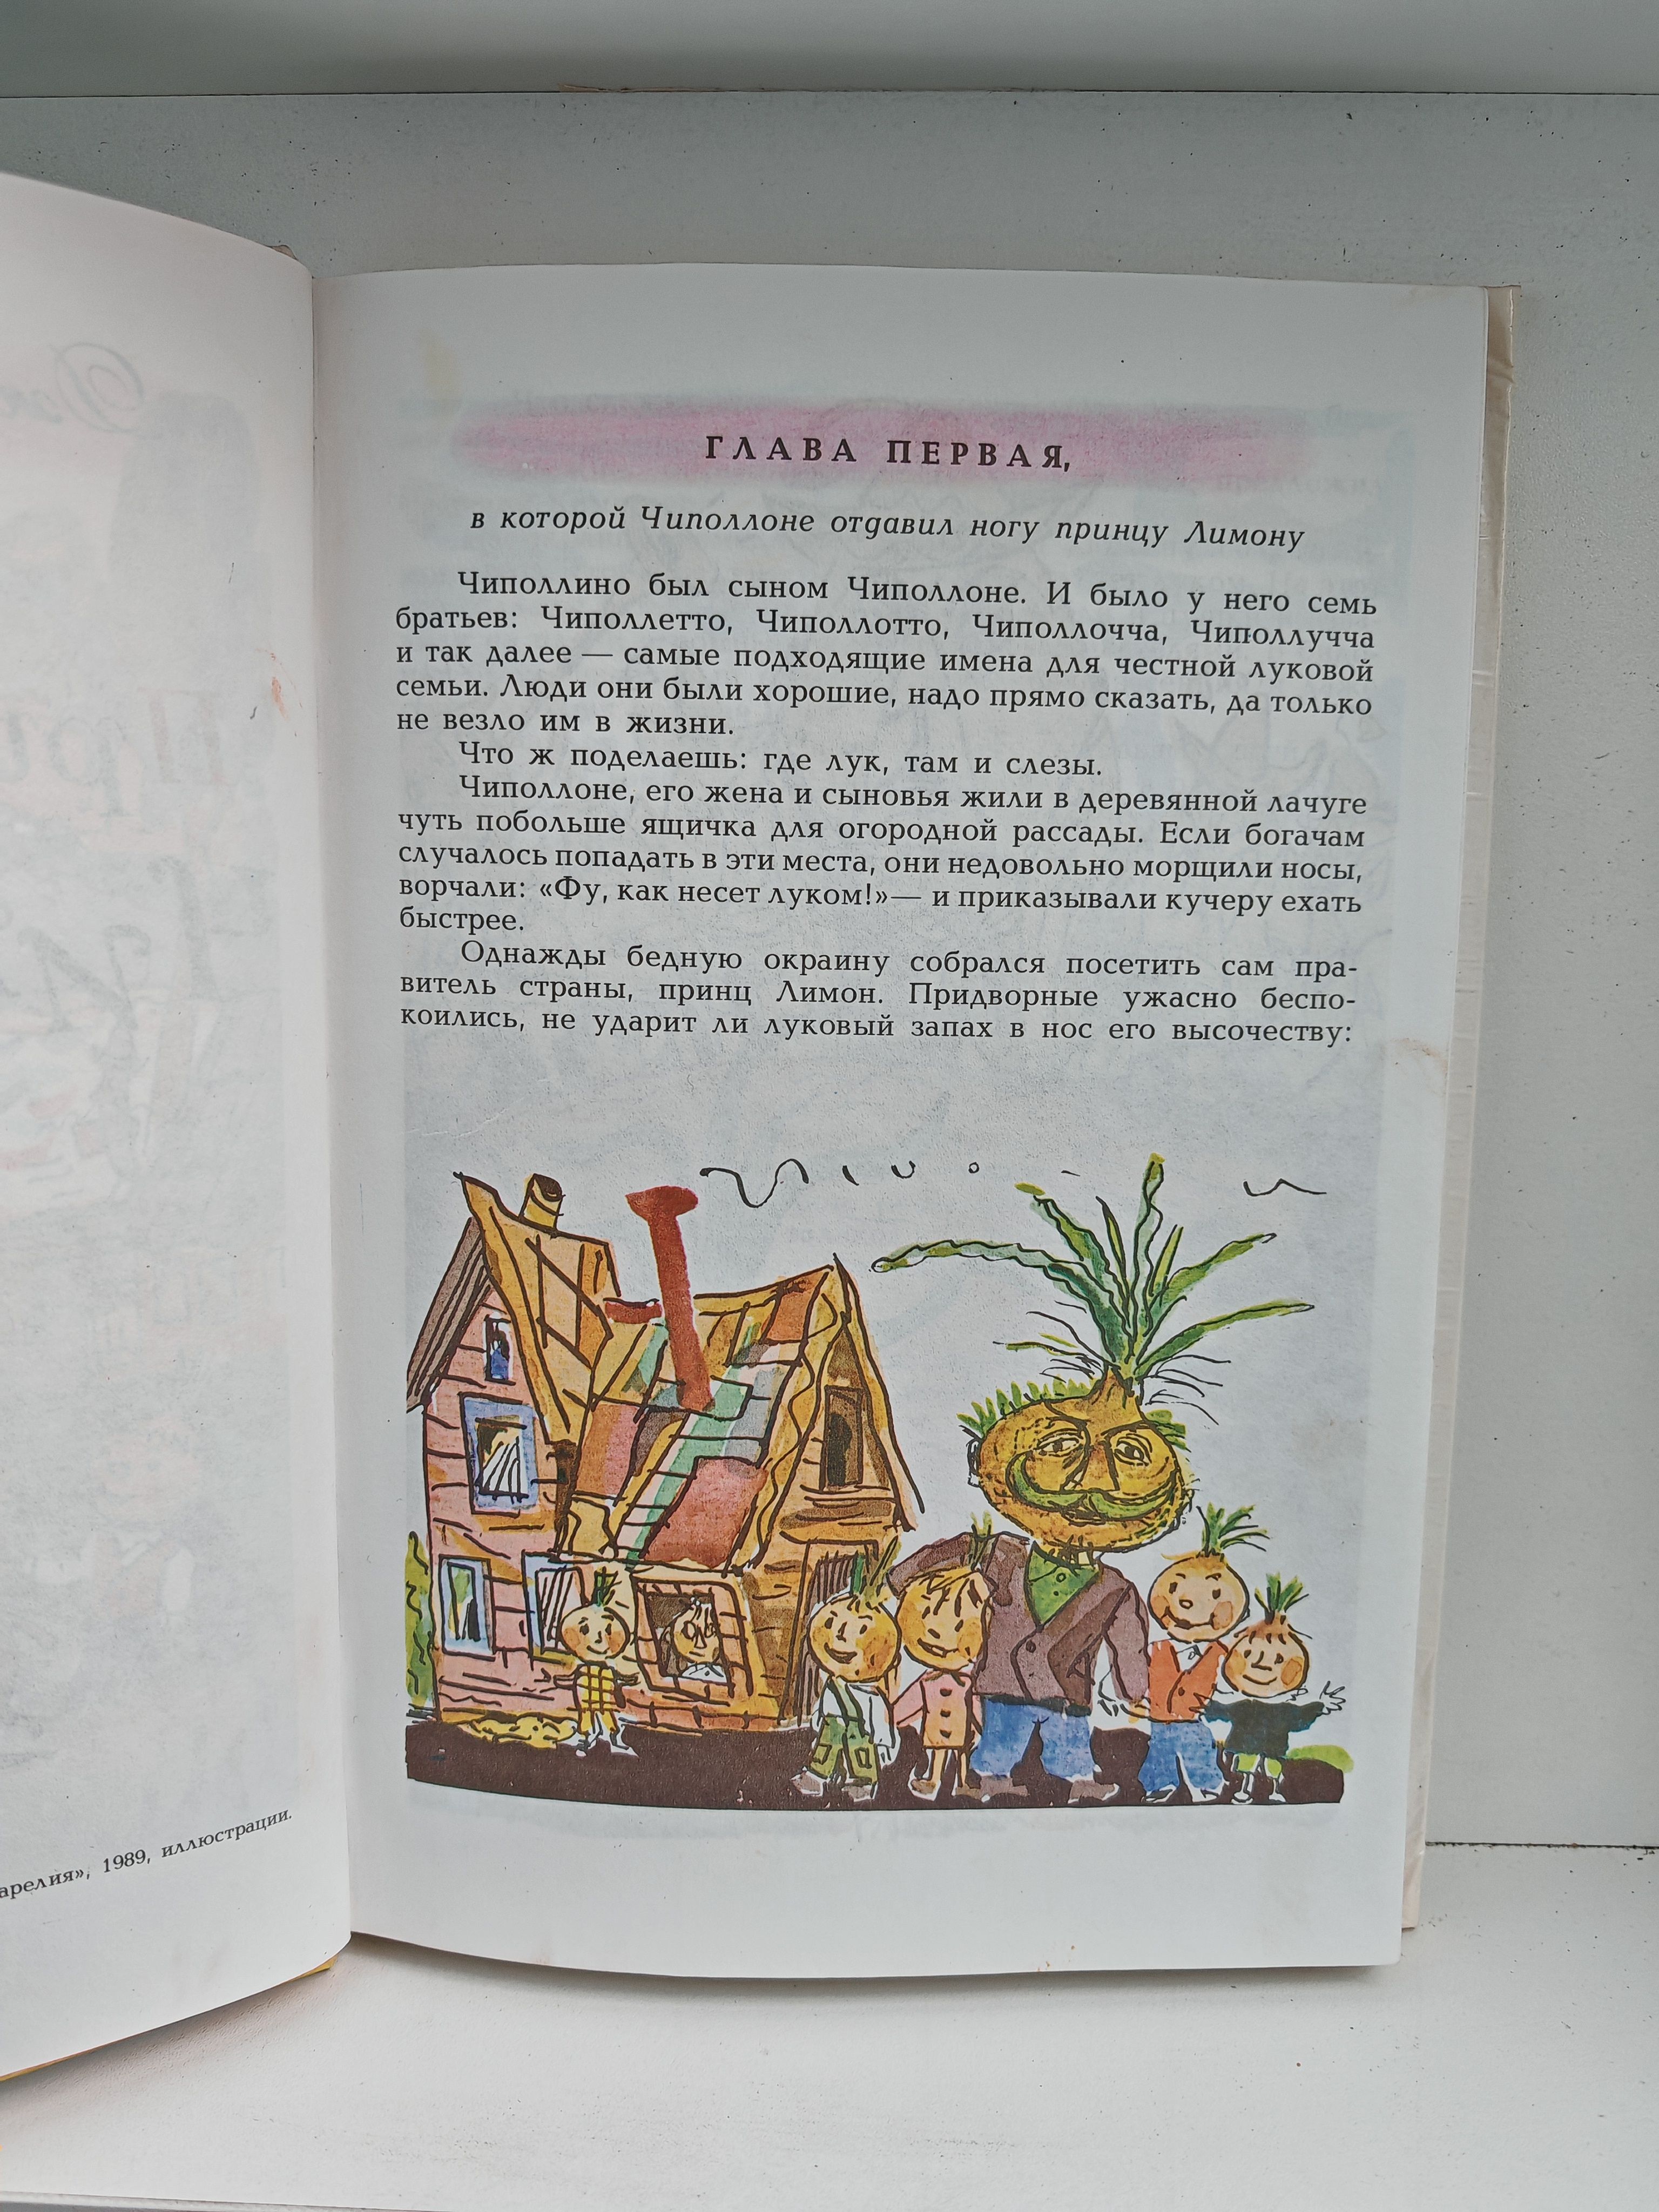 арелия», 1989, иллюстрации.
ГЛАВА ПЕРВАЯ,
в которой Чиполлоне отдавил ногу принцу Лимону
Чиполлино был сыном Чиполлоне. И было у него семь
братьев: Чиполлетто, Чиполлотто, Чиполлочча, Чиполлучча
и так далее — самые подходящие имена для честной луковой
семьи. Люди они были хорошие, надо прямо сказать, да только
не везло им в жизни.
Что ж поделаешь: где лук, там и слезы.
Чиполлоне, его жена и сыновья жили в деревянной лачуге
чуть побольше ящичка для огородной рассады. Если богачам
случалось попадать в эти места, они недовольно морщили носы,
ворчали: «Фу, как несет луком!»— и приказывали кучеру ехать
быстрее.
Однажды бедную окраину собрался посетить сам пра-
витель страны, принц Лимон. Придворные ужасно беспо-
коились, не ударит ли луковый запах в нос его высочеству: